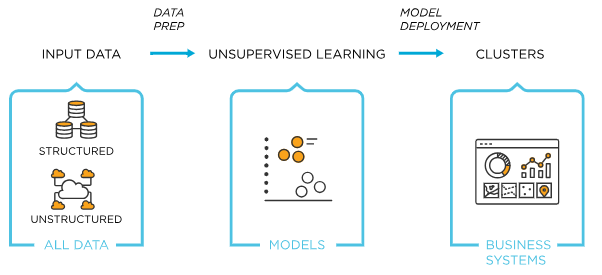 DATA
PREP
MODEL
DEPLOYMENT
INPUT DATA
UNSUPERVISED LEARNING
CLUSTERS
STRUCTURED
UNSTRUCTURED
ALL DATA
MODELS
BUSINESS
SYSTEMS